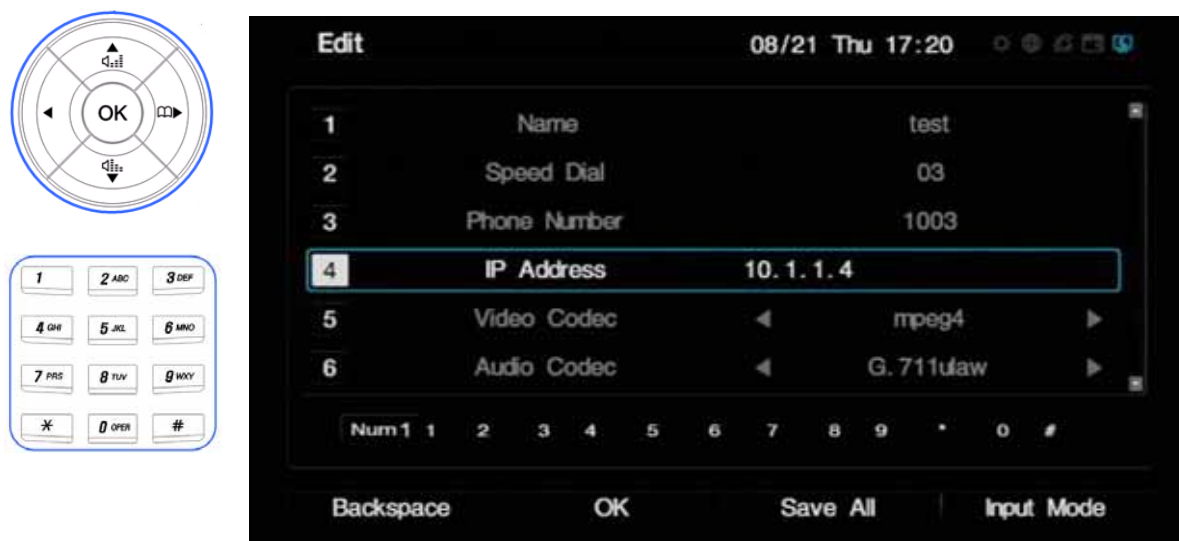 OK
1 2 ABC 3 DEF
4 GHI 5 JKL 6 MNO
7 PRS 8 TUV 9 WXY
* 0 OPER #
Edit 08/21 Thu 17:20
1 Name test
2 Speed Dial 03
3 Phone Number 1003
4 IP Address 10.1.1.4
5 Video Codec mpeg4
6 Audio Codec G.711ulaw
Num1 1 2 3 4 5 6 7 8 9 * 0 #
Backspace OK Save All Input Mode